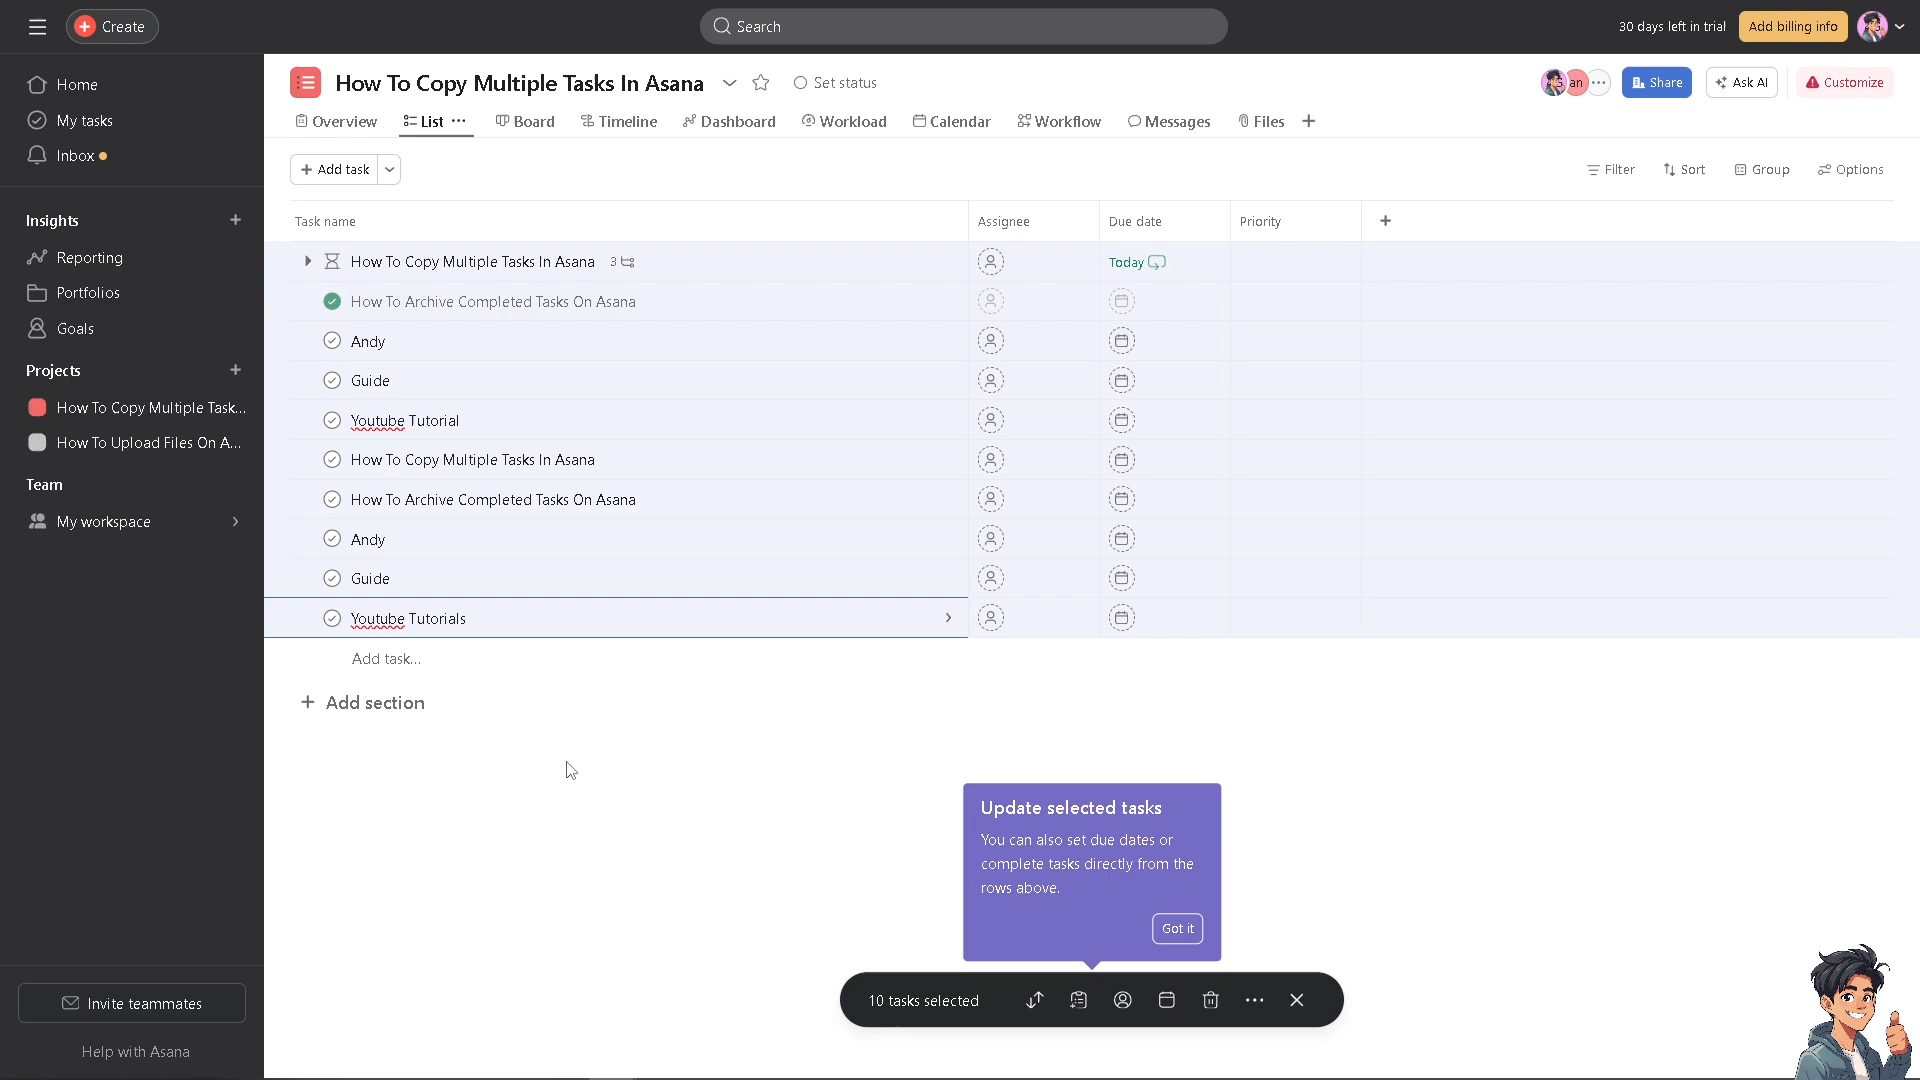 Create
Search
30 days left in trial
Add billing info
Home
My tasks
Inbox
Insights
Reporting
Portfolios
Goals
Projects
How To Copy Multiple Task...
How To Upload Files On A...
Team
My workspace
Invite teammates
Help with Asana
How To Copy Multiple Tasks In Asana
Set status
an
Share
Ask AI
Customize
Overview
List
Board
Timeline
Dashboard
Workload
Calendar
Workflow
Messages
Files
Add task
Filter
Sort
Group
Options
Task name
Assignee
Due date
Priority
How To Copy Multiple Tasks In Asana 3
Today
How To Archive Completed Tasks On Asana
Andy
Guide
Youtube Tutorial
How To Copy Multiple Tasks In Asana
How To Archive Completed Tasks On Asana
Andy
Guide
Youtube Tutorials
Add task...
Add section
Update selected tasks
You can also set due dates or
complete tasks directly from the
rows above.
Got it
10 tasks selected